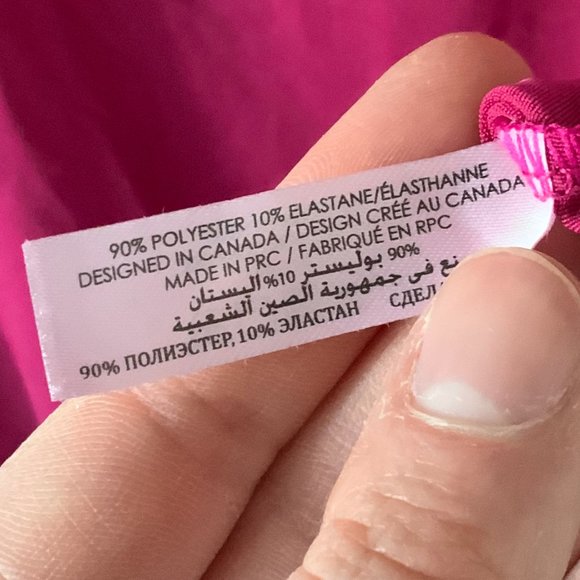 90% POLYESTER 10% ELASTANE/ÉLASTHANNE
DESIGNED IN CANADA / DESIGN CRÉÉ AU CANADA
MADE IN PRC / FABRIQUÉ EN RPC
90% بوليستر 10% اليستان
نع في جمهورية الصين الشعبية
90% ПОЛИЭСТЕР, 10% ЭЛАСТАН СДЕЛ